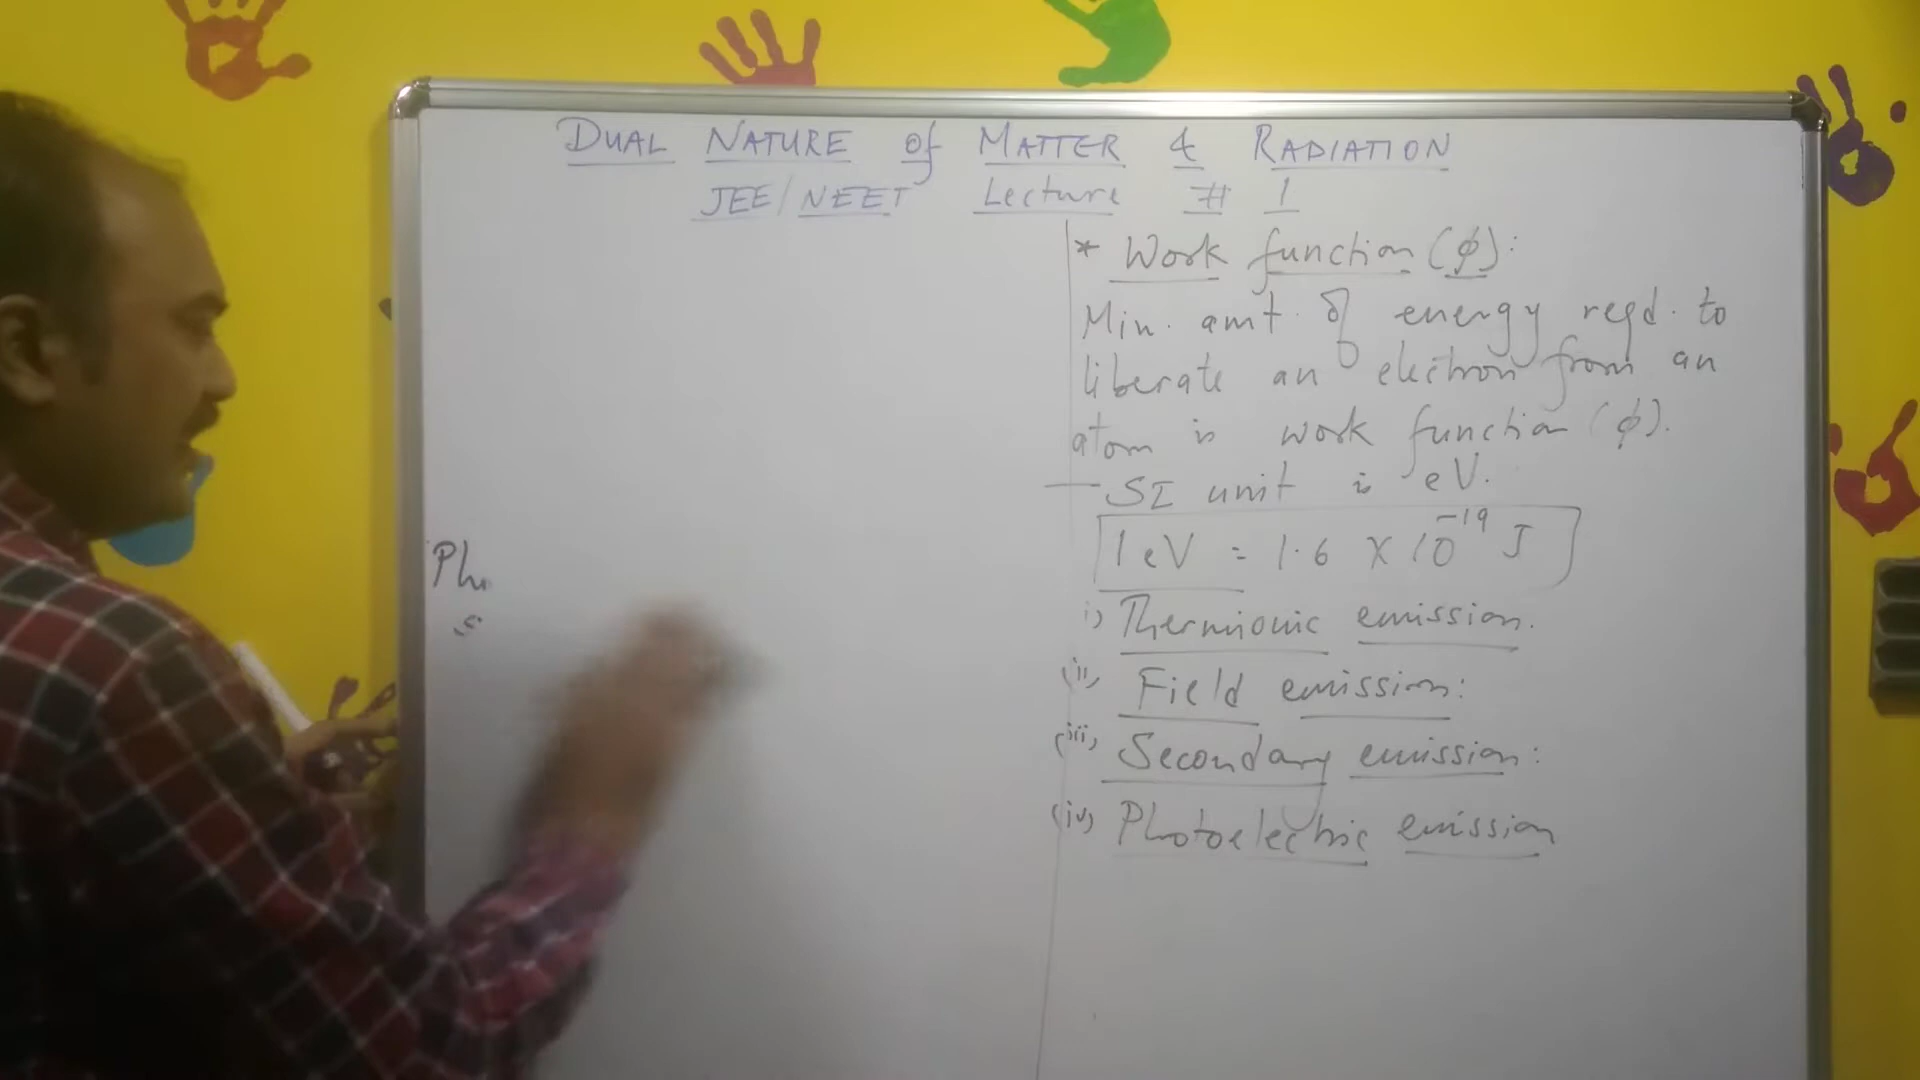 DUAL NATURE of MATTER & RADIATION
JEE/NEET Lecture # 1
* Work function (ϕ):
Min. amt. of energy reqd. to
liberate an electron from an
atom is work function (ϕ).
— SI unit is eV.
1 eV = 1.6 × 10⁻¹⁹ J
i) Thermionic emission.
(ii) Field emission:
(iii) Secondary emission:
(iv) Photoelectric emission